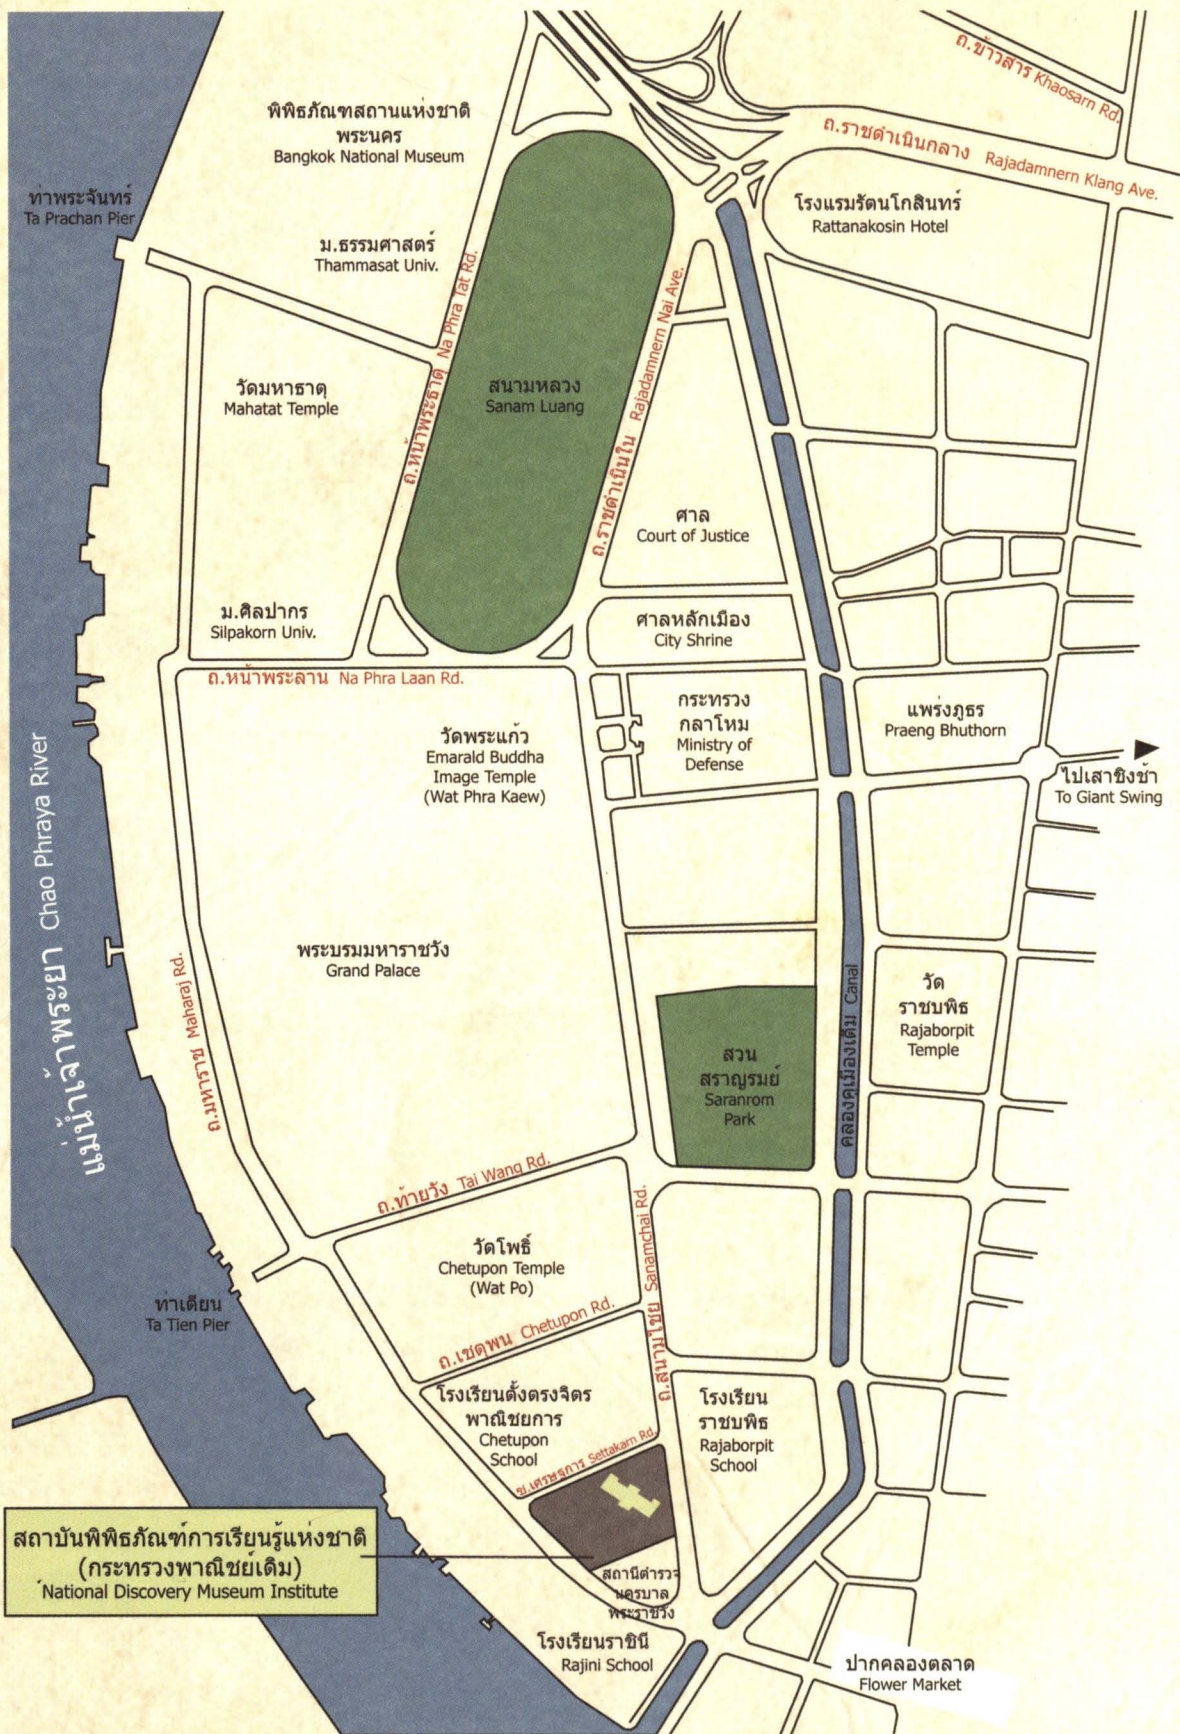 ถ.ข้าวสาร Khaosarn Rd.
พิพิธภัณฑสถานแห่งชาติ
พระนคร
Bangkok National Museum
ถ.ราชดำเนินกลาง Rajadamnern Klang Ave.
ท่าพระจันทร์
Ta Prachan Pier
โรงแรมรัตนโกสินทร์
Rattanakosin Hotel
ม.ธรรมศาสตร์
Thammasat Univ.
ถ.หน้าพระธาตุ Na Phra Tat Rd.
ถ.ราชดำเนินใน Rajadamnern Nai Ave.
วัดมหาธาตุ
Mahatat Temple
สนามหลวง
Sanam Luang
ศาล
Court of Justice
ม.ศิลปากร
Silpakorn Univ.
ศาลหลักเมือง
City Shrine
ถ.หน้าพระลาน Na Phra Laan Rd.
วัดพระแก้ว
Emarald Buddha
Image Temple
(Wat Phra Kaew)
กระทรวง
กลาโหม
Ministry of
Defense
แพร่งภูธร
Praeng Bhuthorn
ไปเสาชิงช้า
To Giant Swing
แม่น้ำเจ้าพระยา Chao Phraya River
พระบรมมหาราชวัง
Grand Palace
ถ.มหาราช Maharaj Rd.
คลองคูเมืองเดิม Canal
วัด
ราชบพิธ
Rajaborpit
Temple
สวน
สราญรมย์
Saranrom
Park
ถ.ท้ายวัง Tai Wang Rd.
ถ.สนามไชย Sanamchai Rd.
วัดโพธิ์
Chetupon Temple
(Wat Po)
ท่าเตียน
Ta Tien Pier
ถ.เชตุพน Chetupon Rd.
โรงเรียนตั้งตรงจิตร
พาณิชยการ
Chetupon
School
โรงเรียน
ราชบพิธ
Rajaborpit
School
ซ.เศรษฐการ Settakarn Rd.
สถาบันพิพิธภัณฑ์การเรียนรู้แห่งชาติ
(กระทรวงพาณิชย์เดิม)
National Discovery Museum Institute
สถานีตำรวจ
นครบาล
พระราชวัง
โรงเรียนราชินี
Rajini School
ปากคลองตลาด
Flower Market